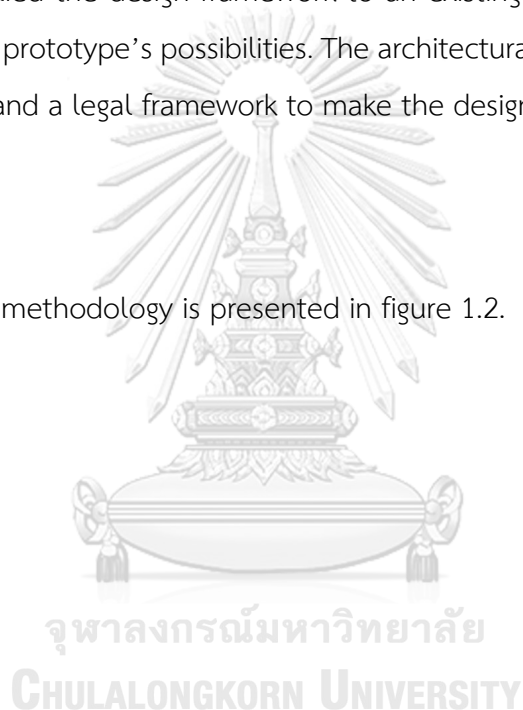 the design framework to an existing
prototype's possibilities. The architectural
and a legal framework to make the design
methodology is presented in figure 1.2.
จุฬาลงกรณ์มหาวิทยาลัย
CHULALONGKORN UNIVERSITY